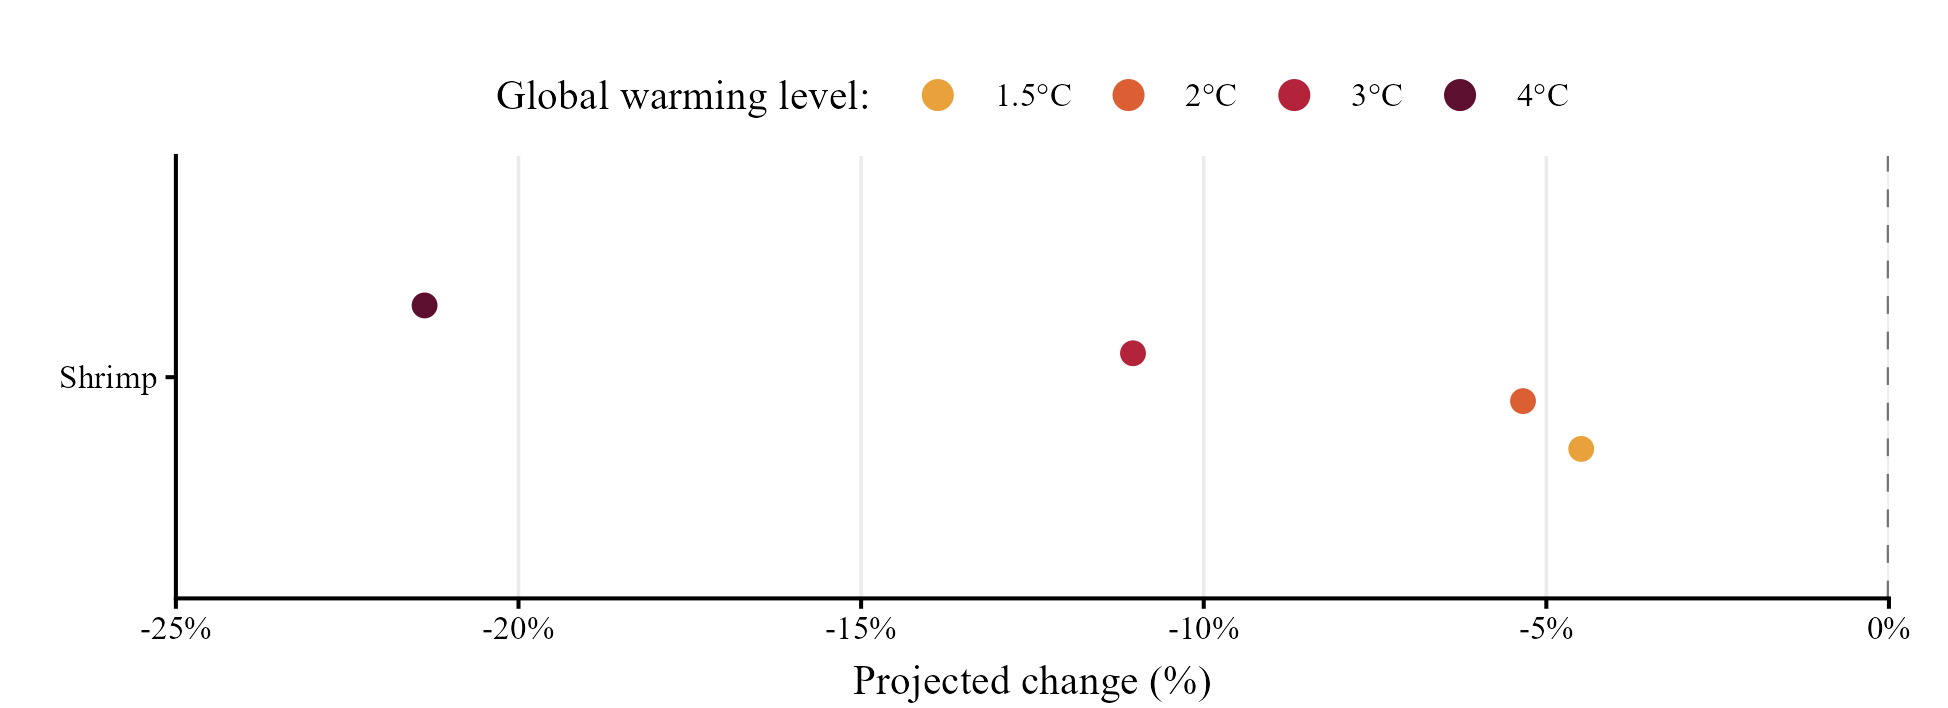 Global warming level: 1.5°C 2°C 3°C 4°C
Shrimp
-25% -20% -15% -10% -5% 0%
Projected change (%)